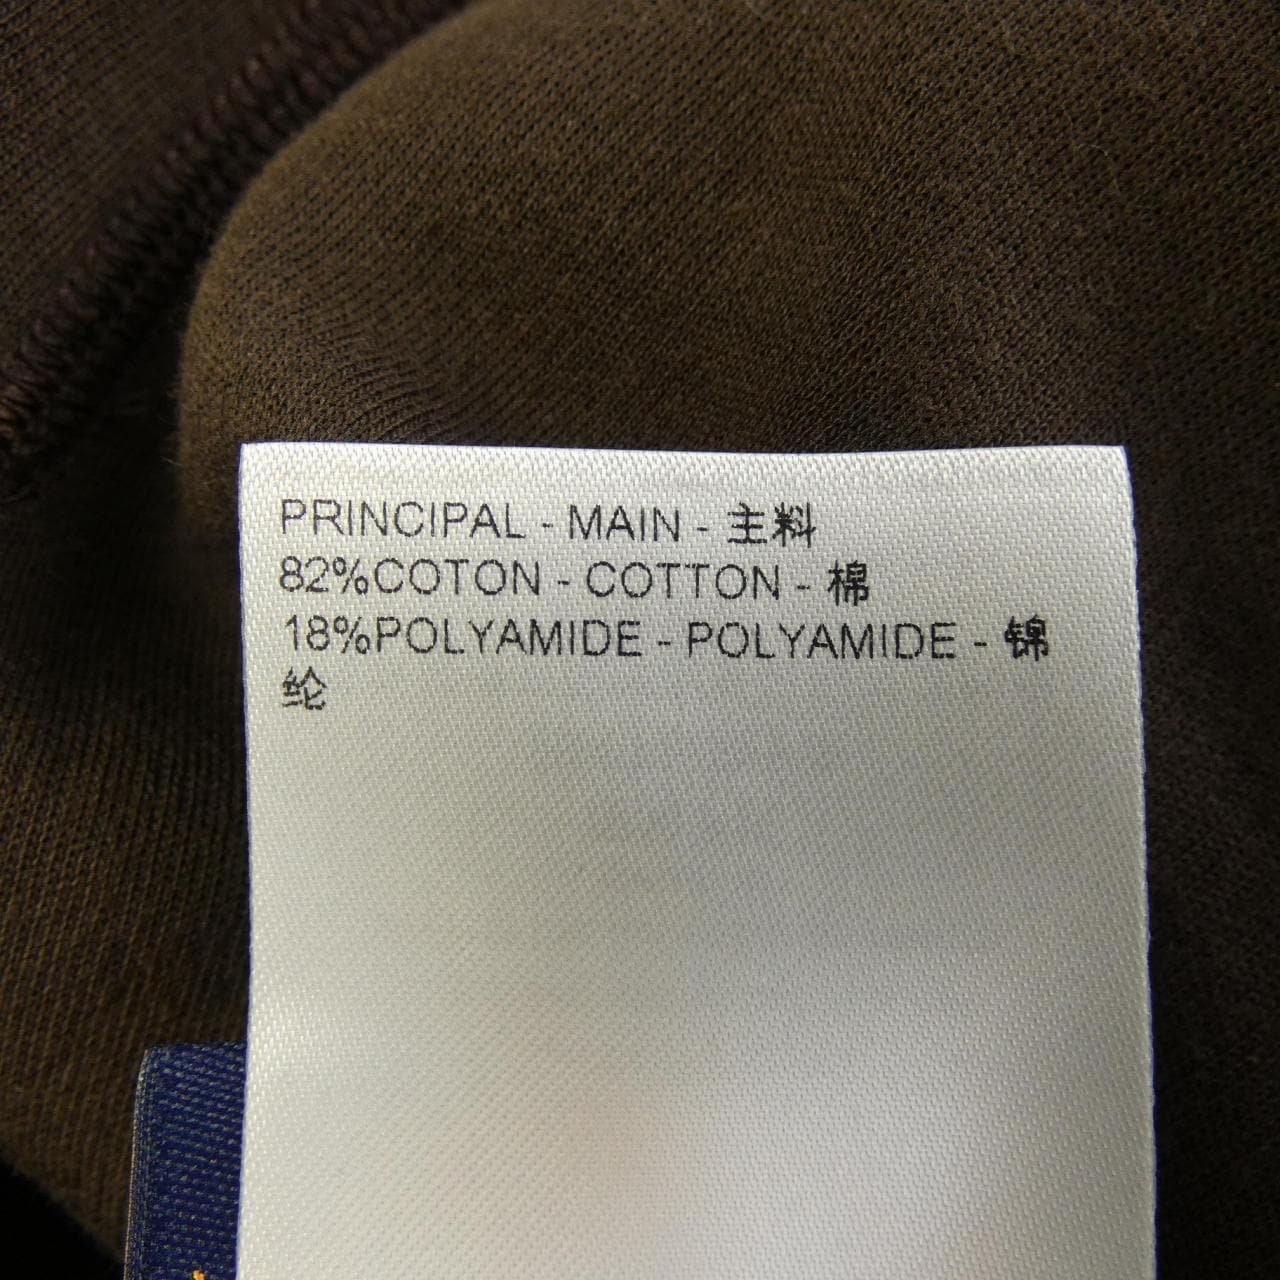 PRINCIPAL - MAIN - 主料
82%COTON - COTTON - 棉
18%POLYAMIDE - POLYAMIDE - 锦
纶